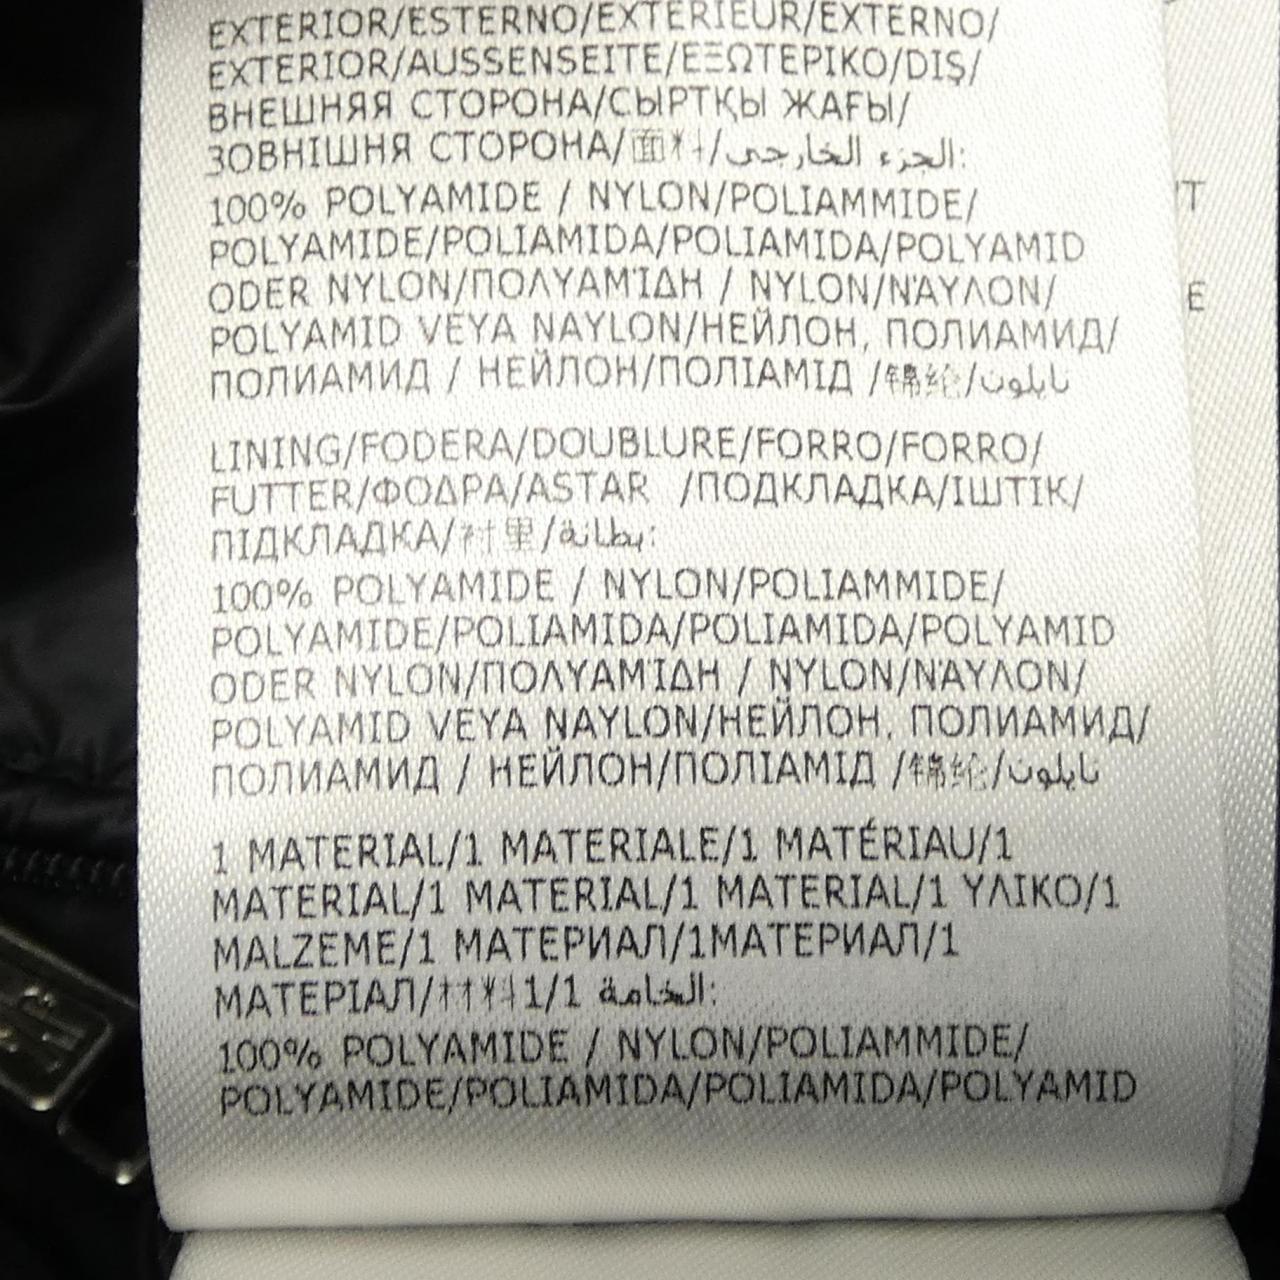 EXTERIOR/ESTERNO/EXTÉRIEUR/EXTERNO/
EXTERIOR/AUSSENSEITE/ΕΞΩΤΕΡΙΚΟ/DIŞ/
ВНЕШНЯЯ СТОРОНА/СЫРТҚЫ ЖАҒЫ/
ЗОВНІШНЯ СТОРОНА/面料/الجزء الخارجي:
100% POLYAMIDE / NYLON/POLIAMMIDE/
POLYAMIDE/POLIAMIDA/POLIAMIDA/POLYAMID
ODER NYLON/ΠΟΛΥΑΜΊΔΗ / NYLON/ΝΆΥΛΟΝ/
POLYAMID VEYA NAYLON/НЕЙЛОН, ПОЛИАМИД/
ПОЛИАМИД / НЕЙЛОН/ПОЛІАМІД /锦纶/نايلون
LINING/FODERA/DOUBLURE/FORRO/FORRO/
FUTTER/ΦΟΔΡΑ/ASTAR /ПОДКЛАДКА/ІШТІК/
ПІДКЛАДКА/衬里/بطانة:
100% POLYAMIDE / NYLON/POLIAMMIDE/
POLYAMIDE/POLIAMIDA/POLIAMIDA/POLYAMID
ODER NYLON/ΠΟΛΥΑΜΊΔΗ / NYLON/ΝΆΥΛΟΝ/
POLYAMID VEYA NAYLON/НЕЙЛОН, ПОЛИАМИД/
ПОЛИАМИД / НЕЙЛОН/ПОЛІАМІД /锦纶/نايلون
1 MATERIAL/1 MATERIALE/1 MATÉRIAU/1
MATERIAL/1 MATERIAL/1 MATERIAL/1 ΥΛΙΚΟ/1
MALZEME/1 МАТЕРИАЛ/1МАТЕРИАЛ/1
МАТЕРІАЛ/材料1/1 الخامة:
100% POLYAMIDE / NYLON/POLIAMMIDE/
POLYAMIDE/POLIAMIDA/POLIAMIDA/POLYAMID